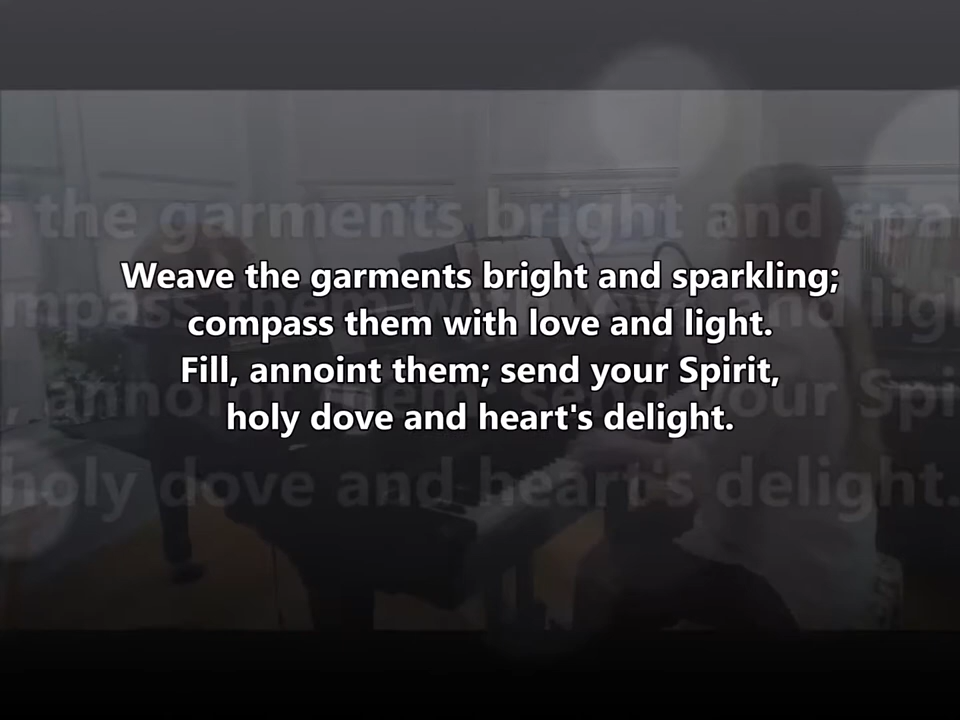 Weave the garments bright and sparkling;
compass them with love and light.
Fill, annoint them; send your Spirit,
holy dove and heart's delight.